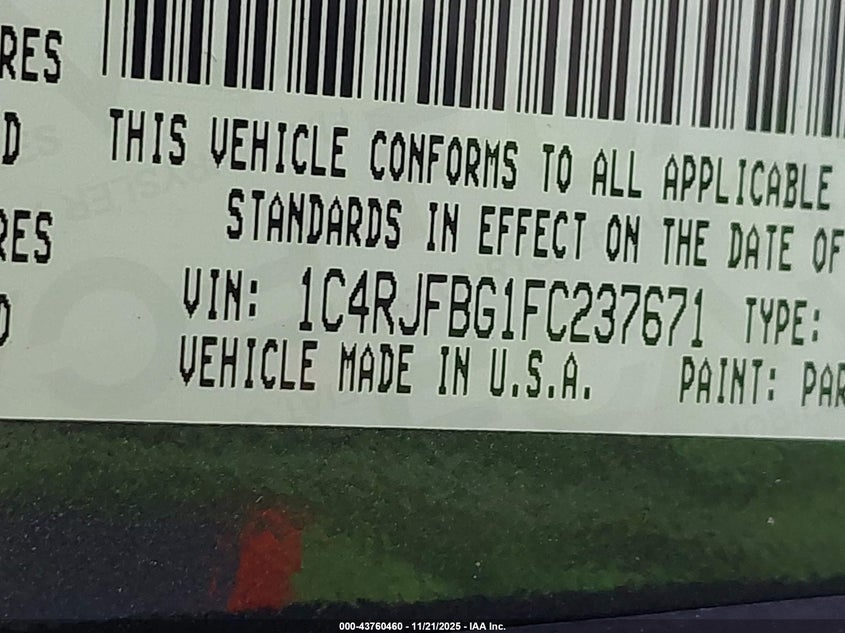 RES
D THIS VEHICLE CONFORMS TO ALL APPLICABLE
STANDARDS IN EFFECT ON THE DATE OF
RES
VIN: 1C4RJFBG1FC237671 TYPE:
VEHICLE MADE IN U.S.A. PAINT: PAR
000-43760460 - 11/21/2025 - IAA Inc.